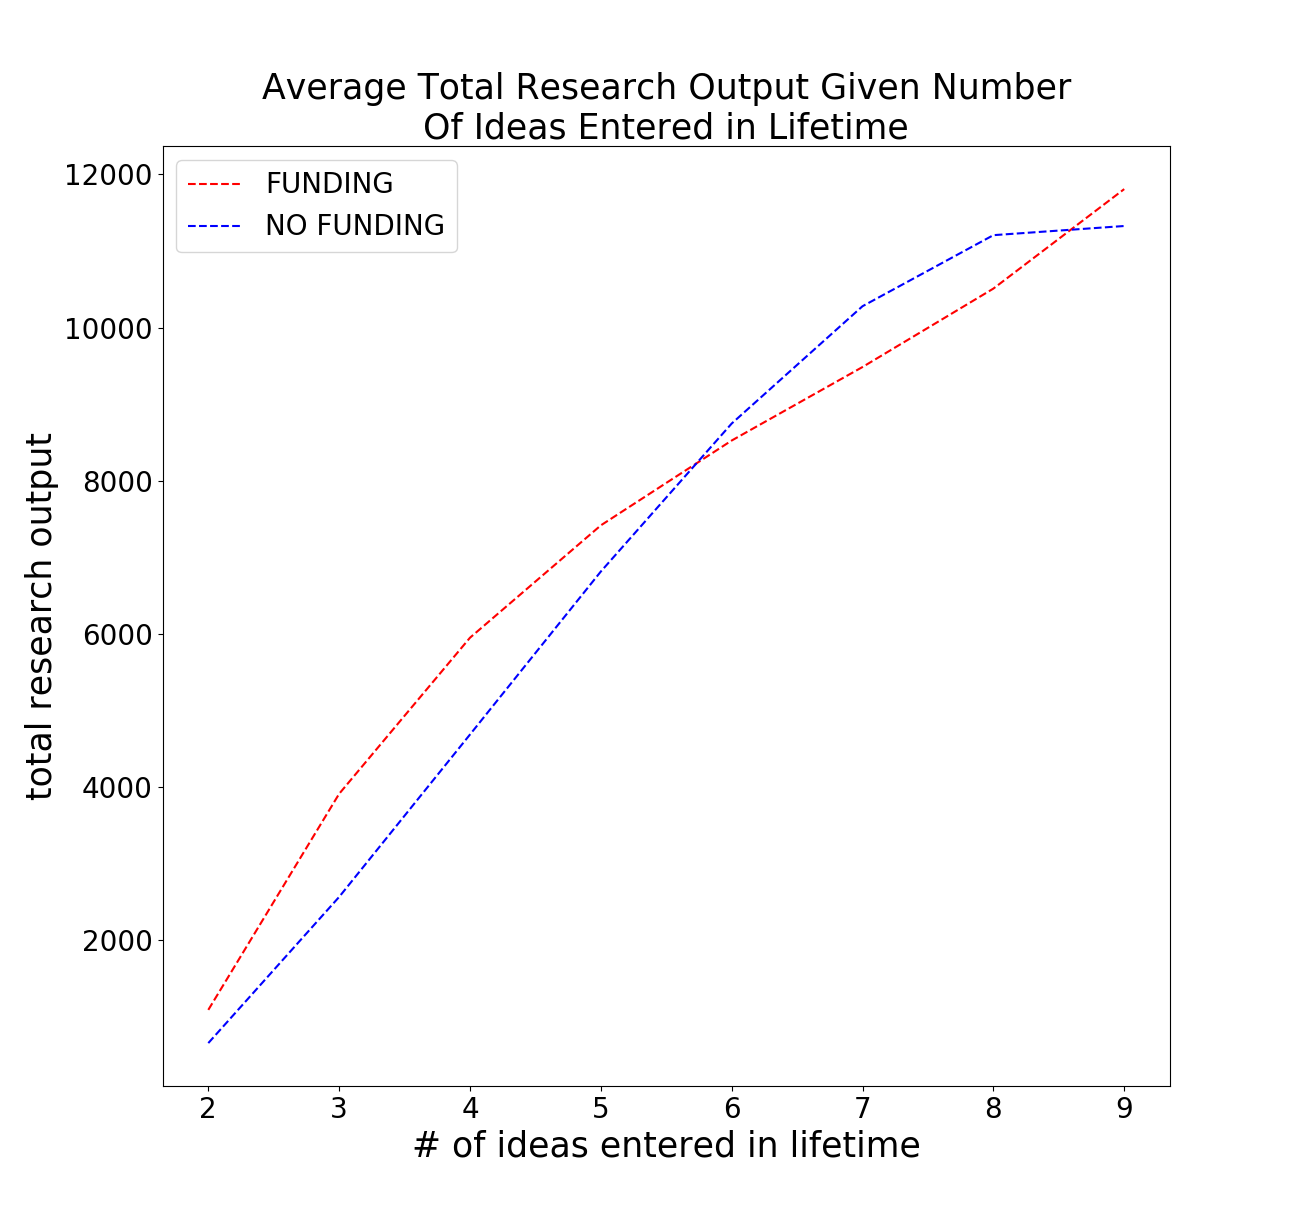 Average Total Research Output Given Number
Of Ideas Entered in Lifetime
FUNDING
NO FUNDING
12000
10000
8000
6000
4000
2000
total research output
2 3 4 5 6 7 8 9
# of ideas entered in lifetime